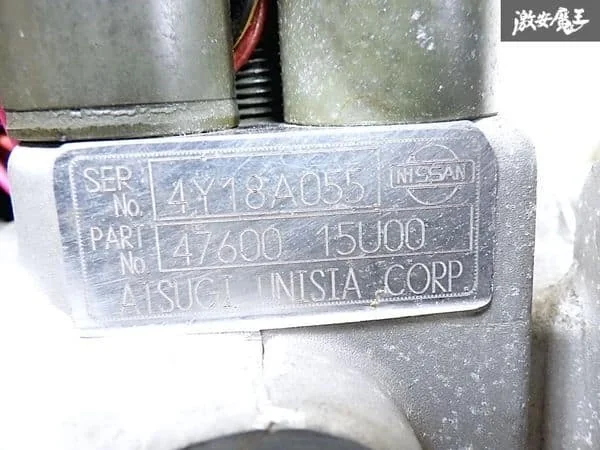 激安魔王
SER No. 4Y18A055 NISSAN
PART No. 47600 15U00
ATSUGI UNISIA CORP.